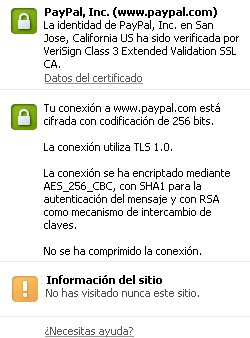 PayPal, Inc. (www.paypal.com)
La identidad de PayPal, Inc. en San
Jose, California US ha sido verificada por
VeriSign Class 3 Extended Validation SSL
CA.
Datos del certificado
Tu conexión a www.paypal.com está
cifrada con codificación de 256 bits.
La conexión utiliza TLS 1.0.
La conexión se ha encriptado mediante
AES_256_CBC, con SHA1 para la
autenticación del mensaje y con RSA
como mecanismo de intercambio de
claves.
No se ha comprimido la conexión.
Información del sitio
No has visitado nunca este sitio.
¿Necesitas ayuda?